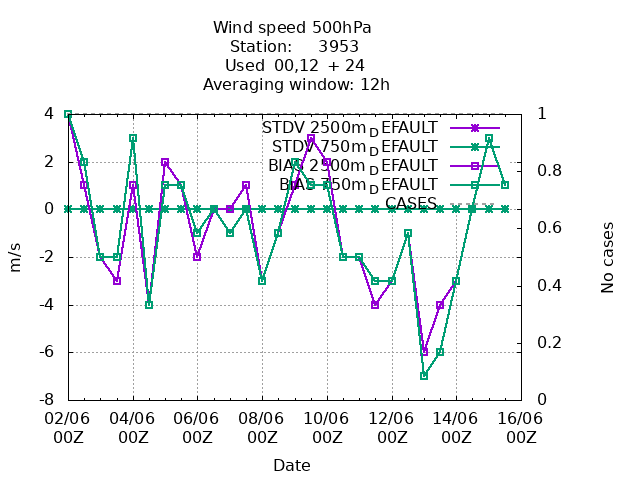 Wind speed 500hPa
Station: 3953
Used 00,12 + 24
Averaging window: 12h
STDV 2500m_DEFAULT
STDV 750m_DEFAULT
BIAS 2500m_DEFAULT
BIAS 750m_DEFAULT
CASES
4
2
0
-2
-4
-6
-8
1
0.8
0.6
0.4
0.2
0
m/s
No cases
02/06 04/06 06/06 08/06 10/06 12/06 14/06 16/06
00Z 00Z 00Z 00Z 00Z 00Z 00Z 00Z
Date